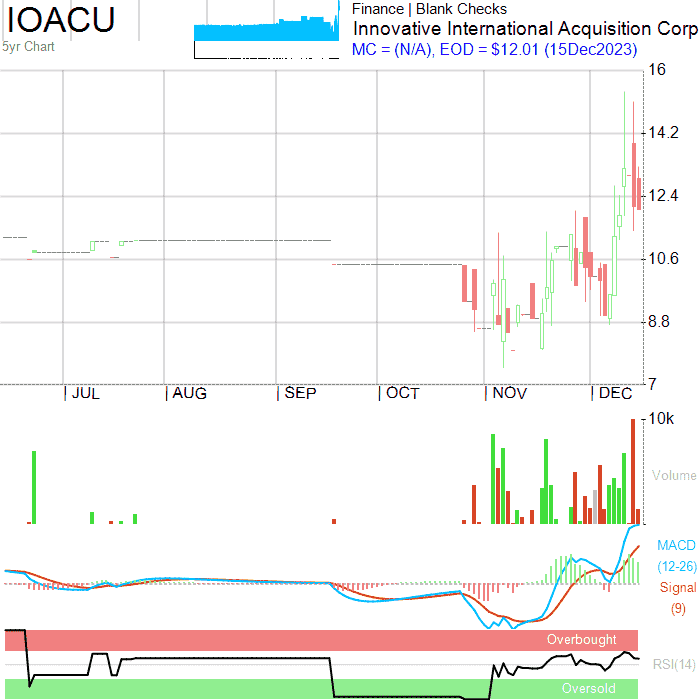 IOACU
5yr Chart
Finance | Blank Checks
Innovative International Acquisition Corp
MC = (N/A), EOD = $12.01 (15Dec2023)
16
14.2
12.4
10.6
8.8
7
| JUL | AUG | SEP | OCT | NOV | DEC
10k
Volume
MACD
(12-26)
Signal
(9)
Overbought
RSI(14)
Oversold